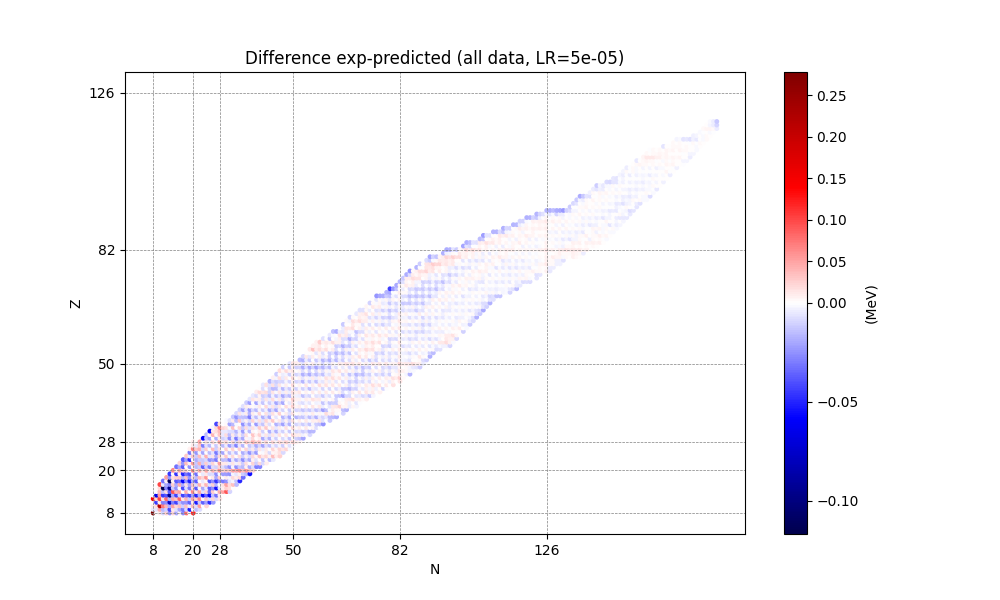 Difference exp-predicted (all data, LR=5e-05)
126
82
50
28
20
8
Z
8 20 28 50 82 126
N
0.25
0.20
0.15
0.10
0.05
0.00
−0.05
−0.10
(MeV)